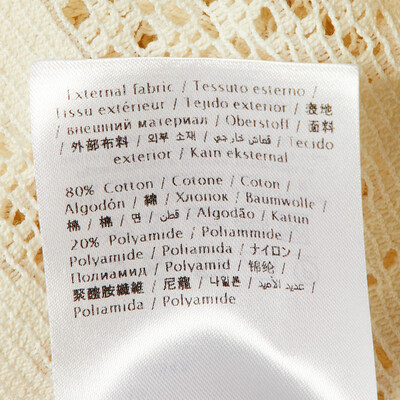 External fabric / Tessuto esterno /
Tissu extérieur / Tejido exterior / 表地
/ внешний материал / Oberstoff / 面料
/ 外部布料 / 외부 소재 / قماش خارجي / Tecido
exterior / Kain eksternal
80% Cotton / Cotone / Coton /
Algodón / 綿 / Хлопок / Baumwolle /
棉 / 棉 / 면 / قطن / Algodão / Katun
20% Polyamide / Poliammide /
Polyamide / Poliamida / ナイロン /
Полиамид / Polyamid / 锦纶 /
聚醯胺纖維 / 尼龍 / 나일론 / عديد الأميد /
Poliamida / Polyamide